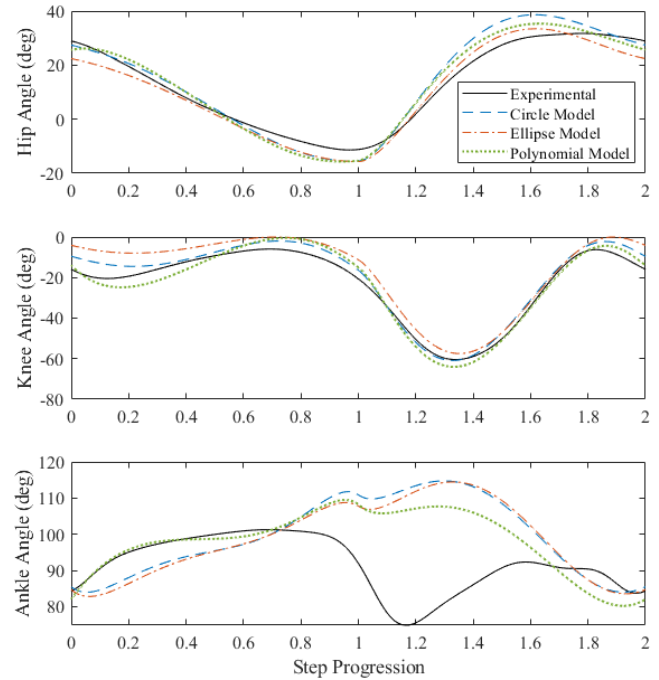 40
20
0
-20
Hip Angle (deg)
Experimental
Circle Model
Ellipse Model
Polynomial Model
0 0.2 0.4 0.6 0.8 1 1.2 1.4 1.6 1.8 2
0
-20
-40
-60
-80
Knee Angle (deg)
0 0.2 0.4 0.6 0.8 1 1.2 1.4 1.6 1.8 2
120
110
100
90
80
Ankle Angle (deg)
0 0.2 0.4 0.6 0.8 1 1.2 1.4 1.6 1.8 2
Step Progression